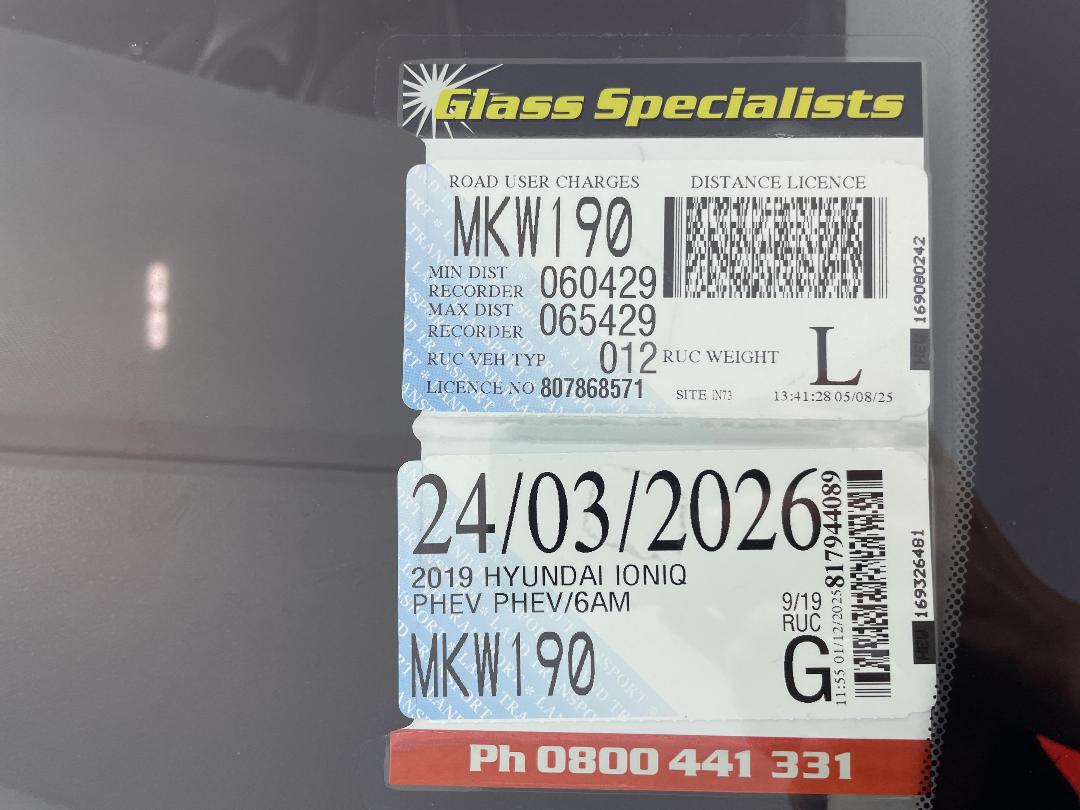 Glass Specialists
ROAD USER CHARGES DISTANCE LICENCE
MKW190
MIN DIST RECORDER 060429
MAX DIST RECORDER 065429
RUC VEH TYP 012 RUC WEIGHT L
LICENCE NO 807868571 SITE IN73 13:41:28 05/08/25
169080242
24/03/2026
2019 HYUNDAI IONIQ
PHEV PHEV/6AM
9/19
RUC
MKW190 G
11:55 01/12/2025 817944089
169326481
Ph 0800 441 331